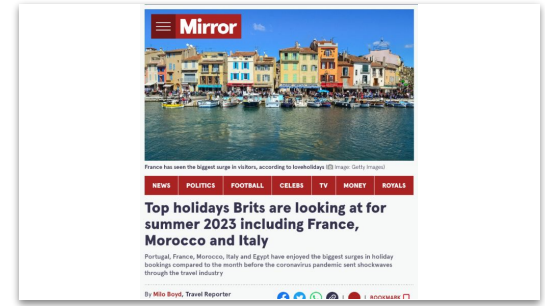 Mirror
France has seen the biggest surge in visitors, according to loveholidays (Image: Getty Images)
NEWS POLITICS FOOTBALL CELEBS TV MONEY ROYALS
Top holidays Brits are looking at for
summer 2023 including France,
Morocco and Italy
Portugal, France, Morocco, Italy and Egypt have enjoyed the biggest surges in holiday
bookings compared to the month before the coronavirus pandemic sent shockwaves
through the travel industry
By Milo Boyd, Travel Reporter
BOOKMARK